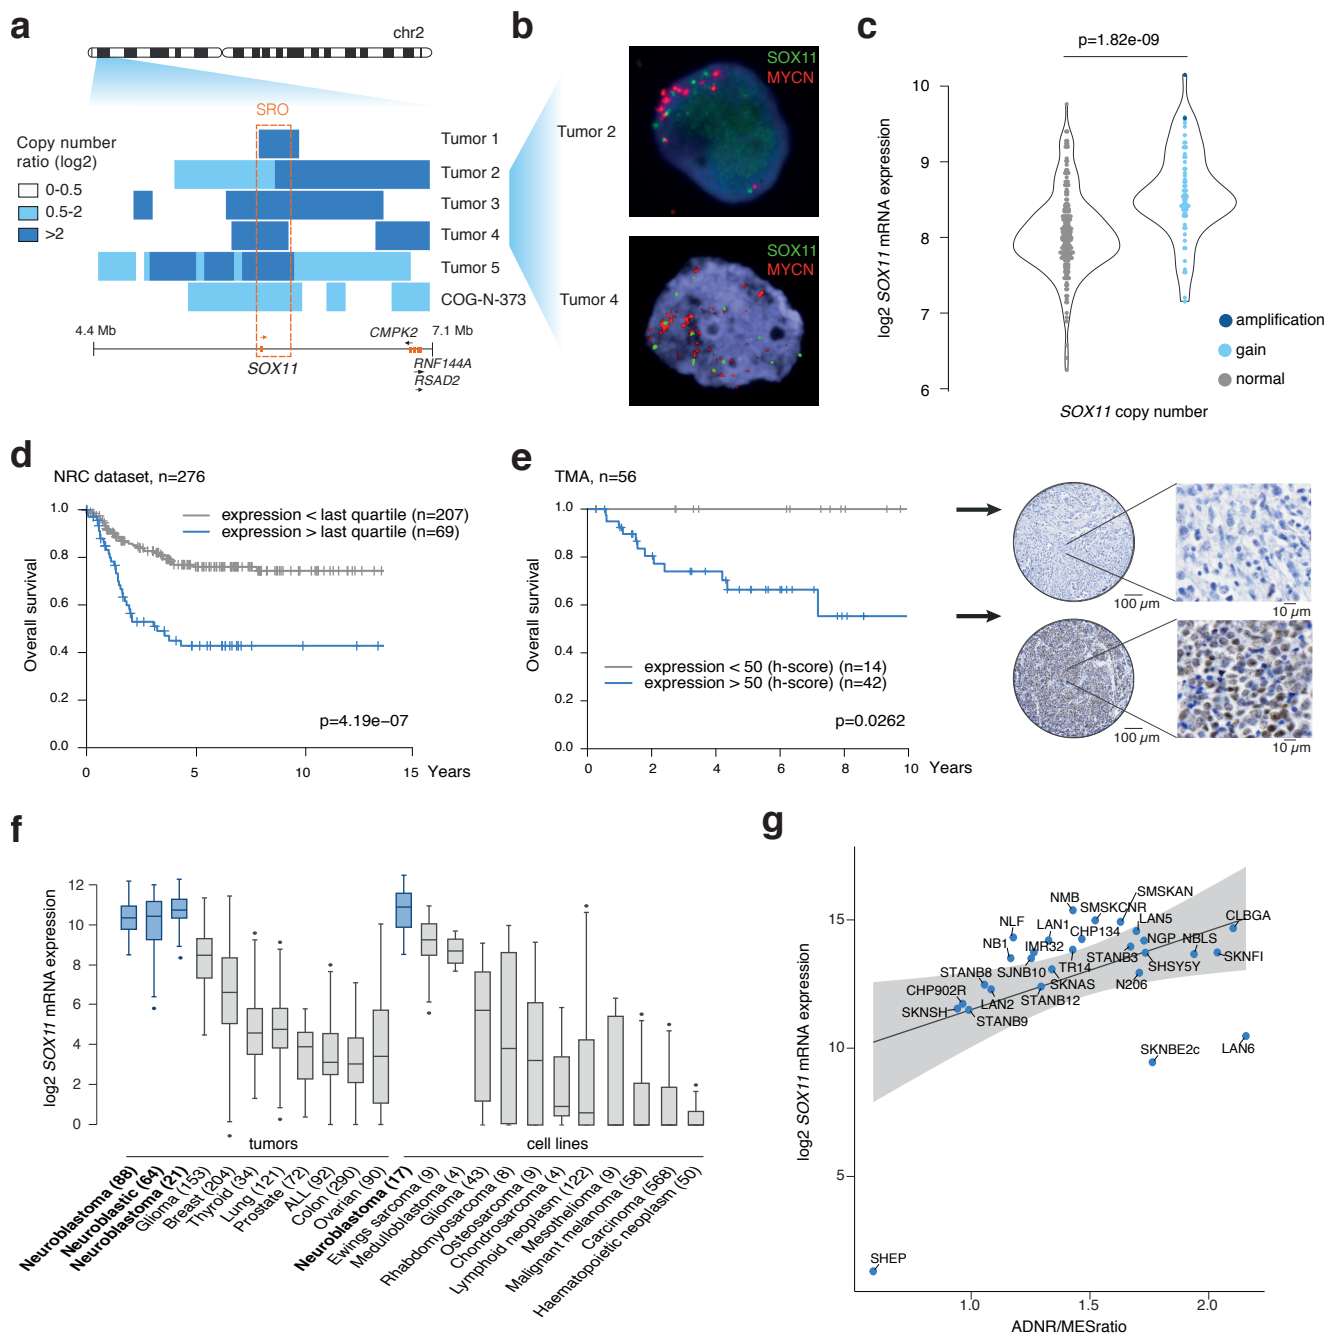 a
chr2
SRO
Copy number
ratio (log2)
0-0.5
0.5-2
>2
Tumor 1
Tumor 2
Tumor 3
Tumor 4
Tumor 5
COG-N-373
4.4 Mb
7.1 Mb
CMPK2
SOX11
RNF144A
RSAD2
b
Tumor 2
SOX11
MYCN
Tumor 4
SOX11
MYCN
c
p=1.82e-09
log2 SOX11 mRNA expression
10
9
8
7
6
amplification
gain
normal
SOX11 copy number
d
NRC dataset, n=276
Overall survival
1.0
0.8
0.6
0.4
0.2
0.0
expression < last quartile (n=207)
expression > last quartile (n=69)
p=4.19e-07
0 5 10 15 Years
e
TMA, n=56
Overall survival
1.0
0.8
0.6
0.4
0.2
0.0
expression < 50 (h-score) (n=14)
expression > 50 (h-score) (n=42)
p=0.0262
0 2 4 6 8 10 Years
100 µm
10 µm
100 µm
10 µm
f
log2 SOX11 mRNA expression
12
10
8
6
4
2
0
tumors
cell lines
Neuroblastoma (88)
Neuroblastic (64)
Neuroblastoma (21)
Glioma (153)
Breast (204)
Thyroid (34)
Lung (121)
Prostate (72)
ALL (92)
Colon (290)
Ovarian (90)
Neuroblastoma (17)
Ewings sarcoma (9)
Medulloblastoma (4)
Glioma (43)
Rhabdomyosarcoma (8)
Osteosarcoma (9)
Chondrosarcoma (4)
Lymphoid neoplasm (122)
Mesothelioma (9)
Malignant melanoma (58)
Carcinoma (568)
Haematopoietic neoplasm (50)
g
log2 SOX11 mRNA expression
15
10
5
SMSKAN
NMB
SMSKCNR
CLBGA
NLF
LAN1
LAN5
CHP134
NB1
IMR32
NGP
NBLS
STANB3
SKNFI
STANB8
SJNB10
TR14
SHSY5Y
SKNAS
N206
CHP902R
LAN2
STANB12
SKNSH
STANB9
SKNBE2c
LAN6
SHEP
1.0 1.5 2.0
ADNR/MESratio